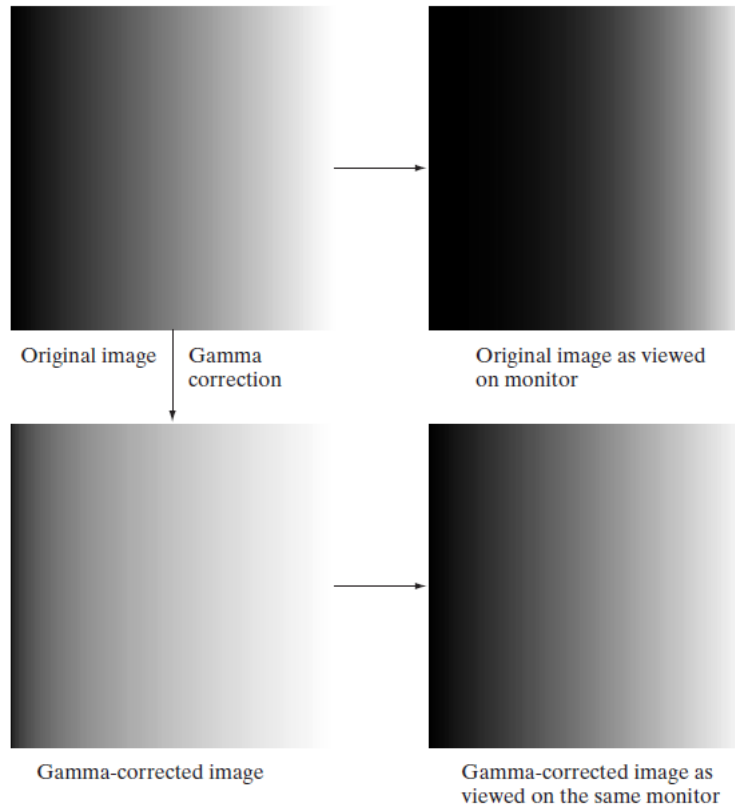 Original image
Gamma
correction
Original image as viewed
on monitor
Gamma-corrected image
Gamma-corrected image as
viewed on the same monitor